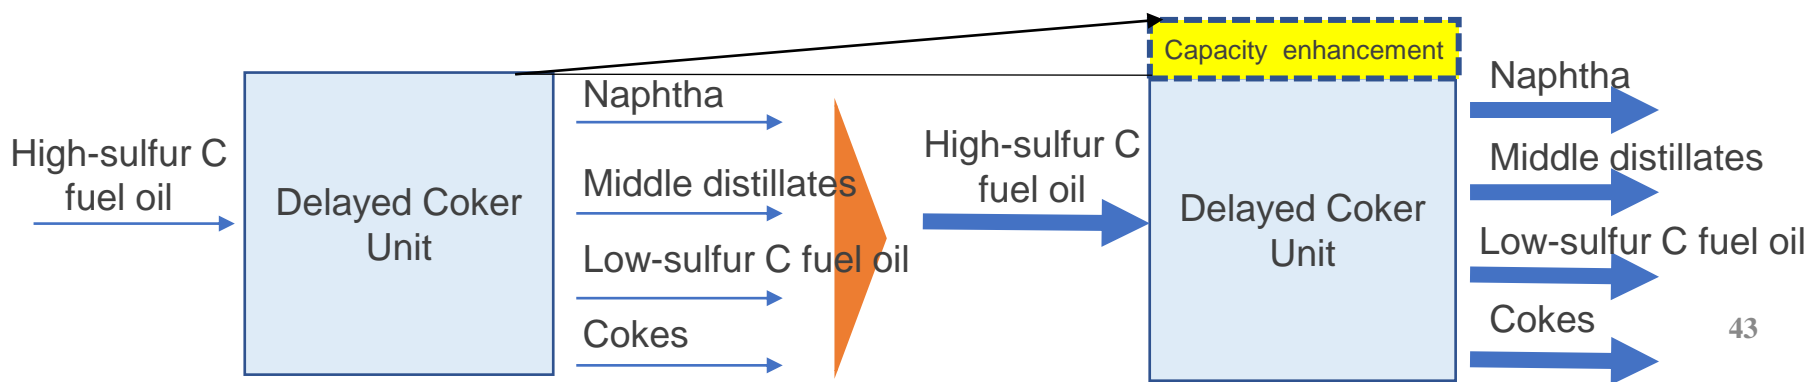 High-sulfur C
fuel oil
Delayed Coker
Unit
Naphtha
Middle distillates
Low-sulfur C fuel oil
Cokes
High-sulfur C
fuel oil
Capacity enhancement
Delayed Coker
Unit
Naphtha
Middle distillates
Low-sulfur C fuel oil
Cokes
43